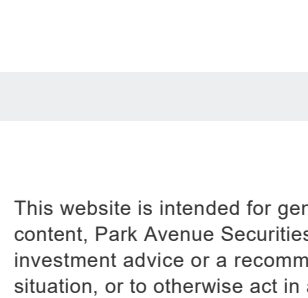 This website is intended for
content, Park Avenue Securities
investment advice or a
situation, or to otherwise act in